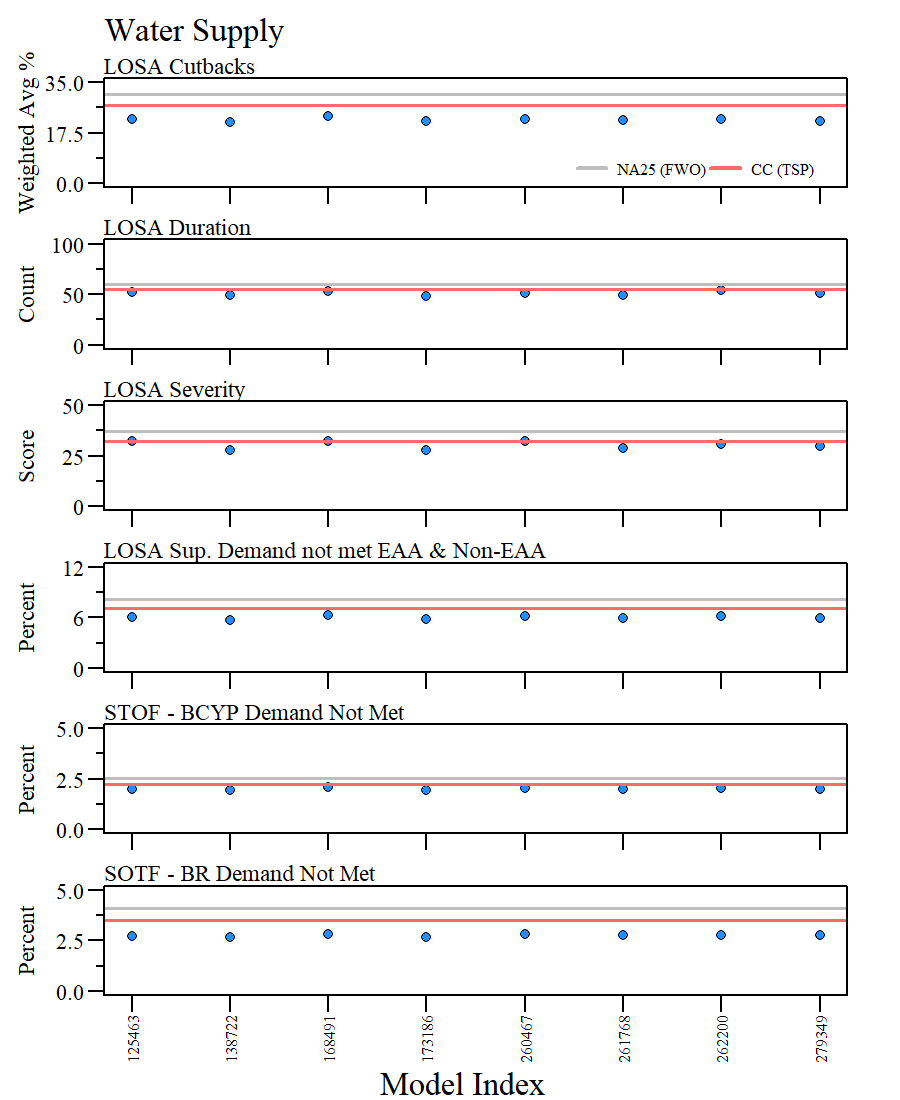 Water Supply
LOSA Cutbacks
Weighted Avg %
35.0
17.5
0.0
NA25 (FWO) CC (TSP)
LOSA Duration
Count
100
50
0
LOSA Severity
Score
50
25
0
LOSA Sup. Demand not met EAA & Non-EAA
Percent
12
6
0
STOF - BCYP Demand Not Met
Percent
5.0
2.5
0.0
SOTF - BR Demand Not Met
Percent
5.0
2.5
0.0
125463
138722
168491
173186
260467
261768
262200
279349
Model Index